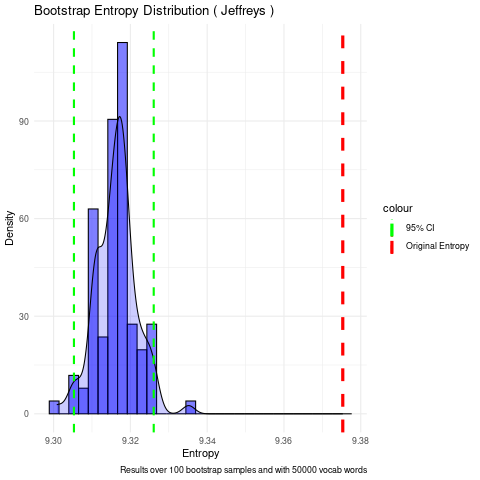 Bootstrap Entropy Distribution ( Jeffreys )
Density
90
60
30
0
9.30
9.32
9.34
9.36
9.38
Entropy
colour
95% CI
Original Entropy
Results over 100 bootstrap samples and with 50000 vocab words